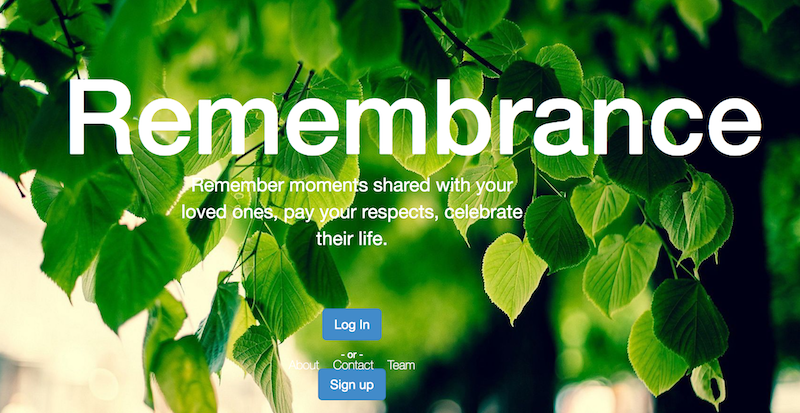 Remembrance
Remember moments shared with your
loved ones, pay your respects, celebrate
their life.
Log In
- or -
About Contact Team
Sign up